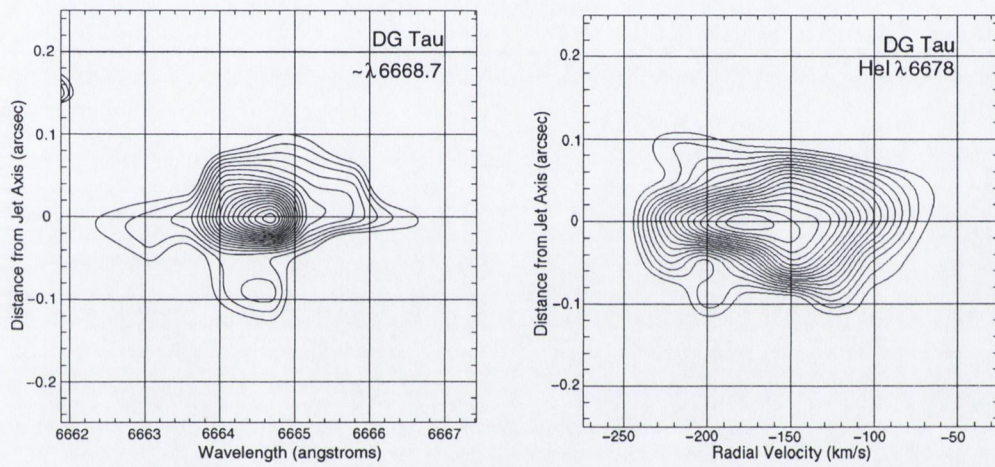 DG Tau
~λ6668.7
0.2
0.1
0
−0.1
−0.2
Distance from Jet Axis (arcsec)
6662 6663 6664 6665 6666 6667
Wavelength (angstroms)
DG Tau
HeI λ6678
0.2
0.1
0
−0.1
−0.2
Distance from Jet Axis (arcsec)
−250 −200 −150 −100 −50
Radial Velocity (km/s)